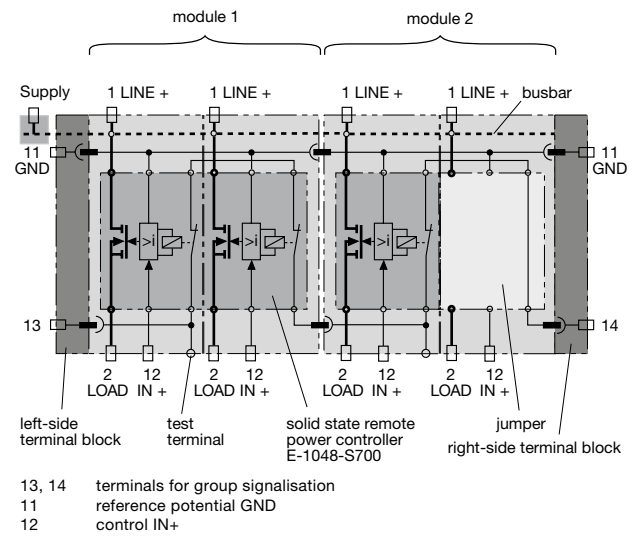 module 1 module 2
Supply 1 LINE + 1 LINE + 1 LINE + 1 LINE + busbar
11 11
GND GND
>i >i >i
13 14
2 12 2 12 2 12 2 12
LOAD IN + LOAD IN + LOAD IN + LOAD IN +
left-side terminal block
test terminal
solid state remote power controller E-1048-S700
jumper
right-side terminal block
13, 14 terminals for group signalisation
11 reference potential GND
12 control IN+